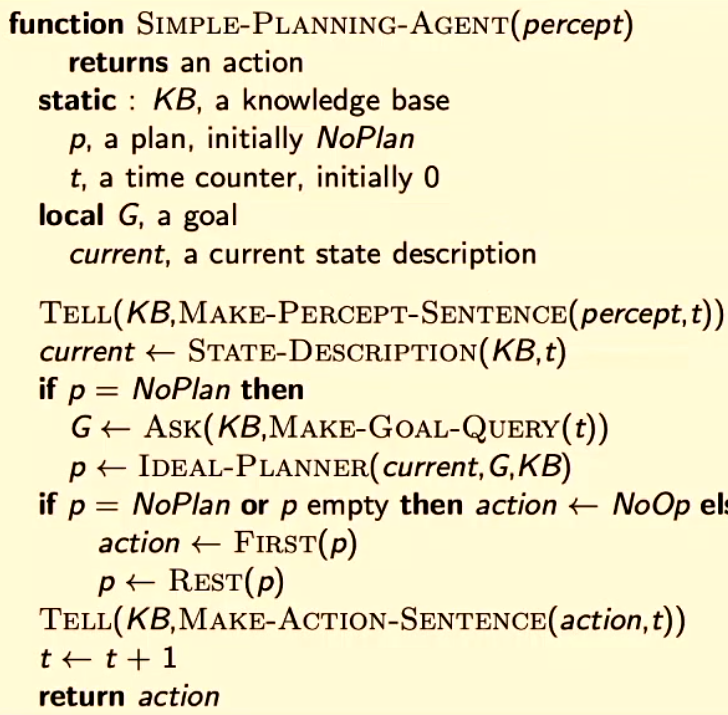 function SIMPLE-PLANNING-AGENT(percept)
returns an action
static : KB, a knowledge base
p, a plan, initially NoPlan
t, a time counter, initially 0
local G, a goal
current, a current state description
TELL(KB,MAKE-PERCEPT-SENTENCE(percept,t))
current ← STATE-DESCRIPTION(KB,t)
if p = NoPlan then
G ← ASK(KB,MAKE-GOAL-QUERY(t))
p ← IDEAL-PLANNER(current,G,KB)
if p = NoPlan or p empty then action ← NoOp
action ← FIRST(p)
p ← REST(p)
TELL(KB,MAKE-ACTION-SENTENCE(action,t))
t ← t + 1
return action